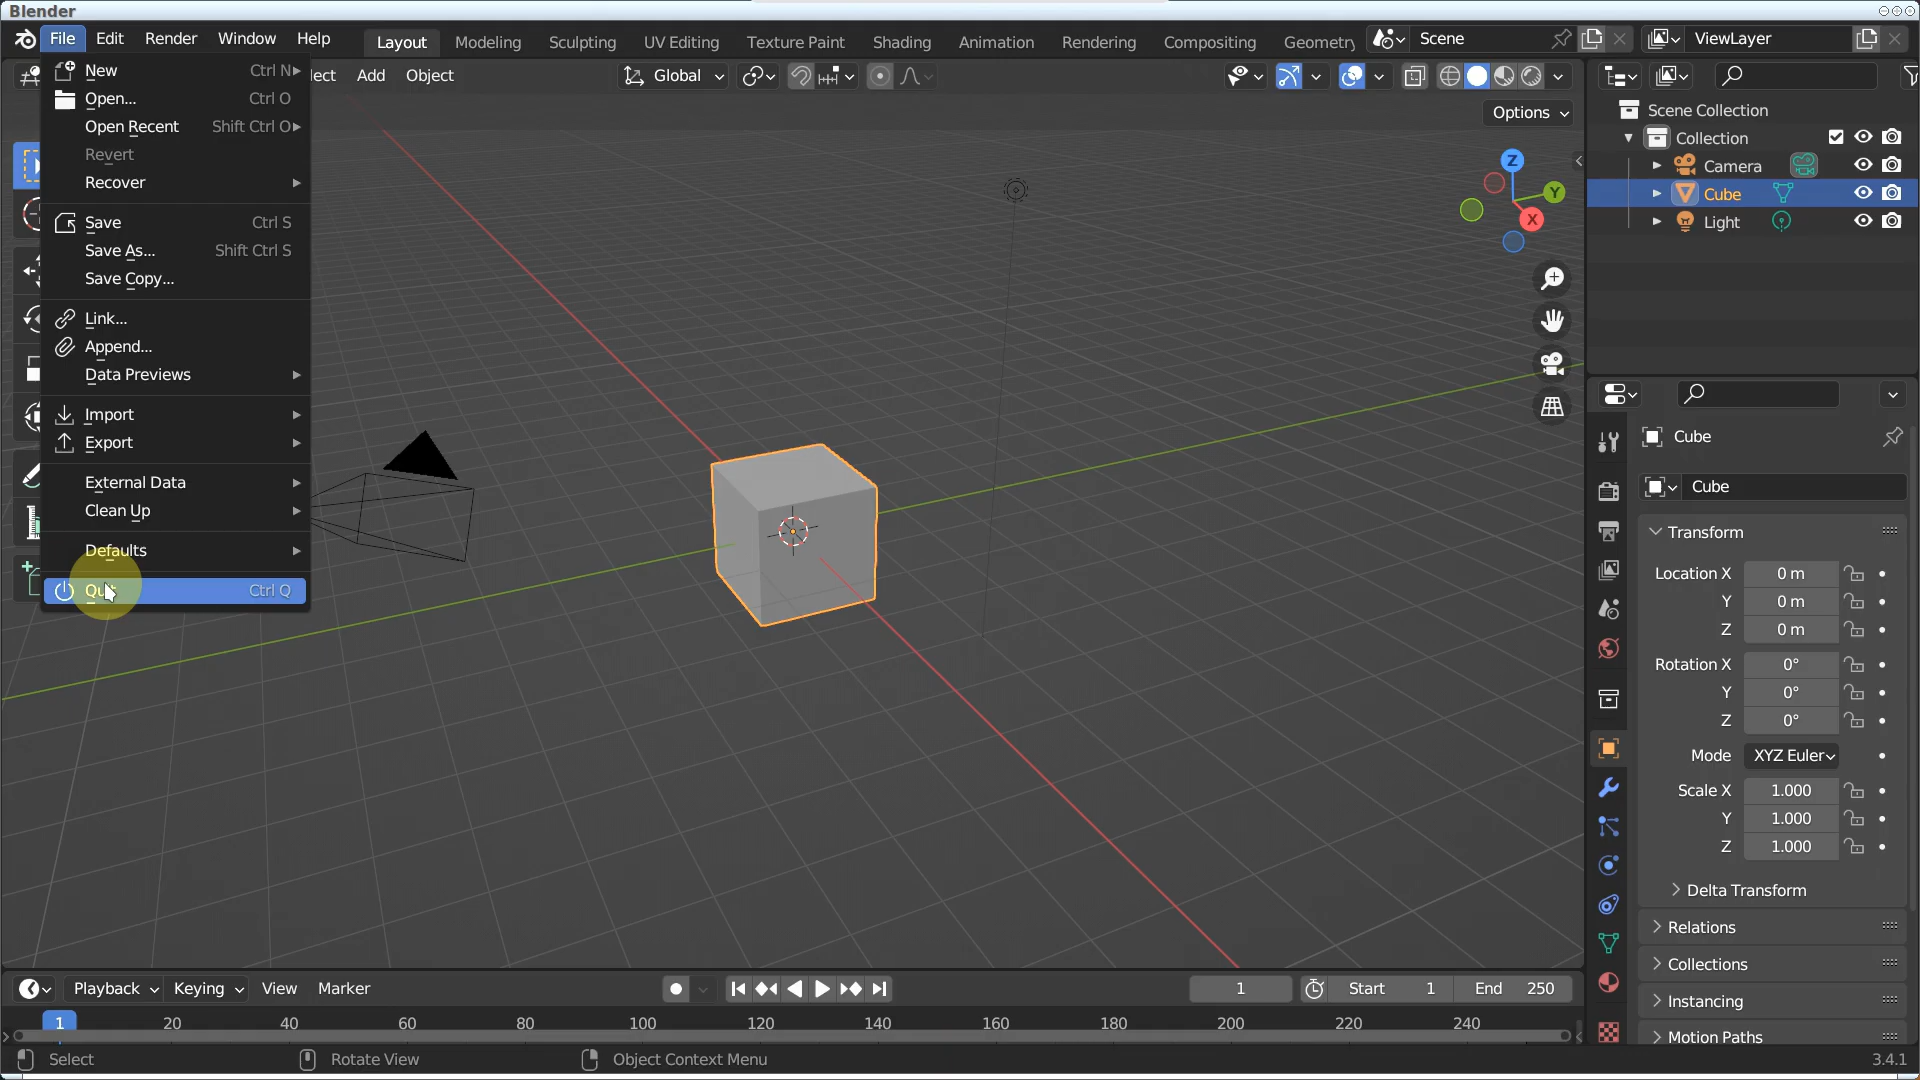 Blender
File Edit Render Window Help Layout Modeling Sculpting UV Editing Texture Paint Shading Animation Rendering Compositing Geometry Scene ViewLayer
lect Add Object Global
Options
Z
Y
X
New Ctrl N
Open... Ctrl O
Open Recent Shift Ctrl O
Revert
Recover
Save Ctrl S
Save As... Shift Ctrl S
Save Copy...
Link...
Append...
Data Previews
Import
Export
External Data
Clean Up
Defaults
Quit Ctrl Q
Scene Collection
Collection
Camera
Cube
Light
Cube
Cube
Transform
Location X 0 m
Y 0 m
Z 0 m
Rotation X 0°
Y 0°
Z 0°
Mode XYZ Euler
Scale X 1.000
Y 1.000
Z 1.000
Delta Transform
Relations
Collections
Instancing
Motion Paths
Playback Keying View Marker 1 Start 1 End 250
1 20 40 60 80 100 120 140 160 180 200 220 240
Select Rotate View Object Context Menu 3.4.1